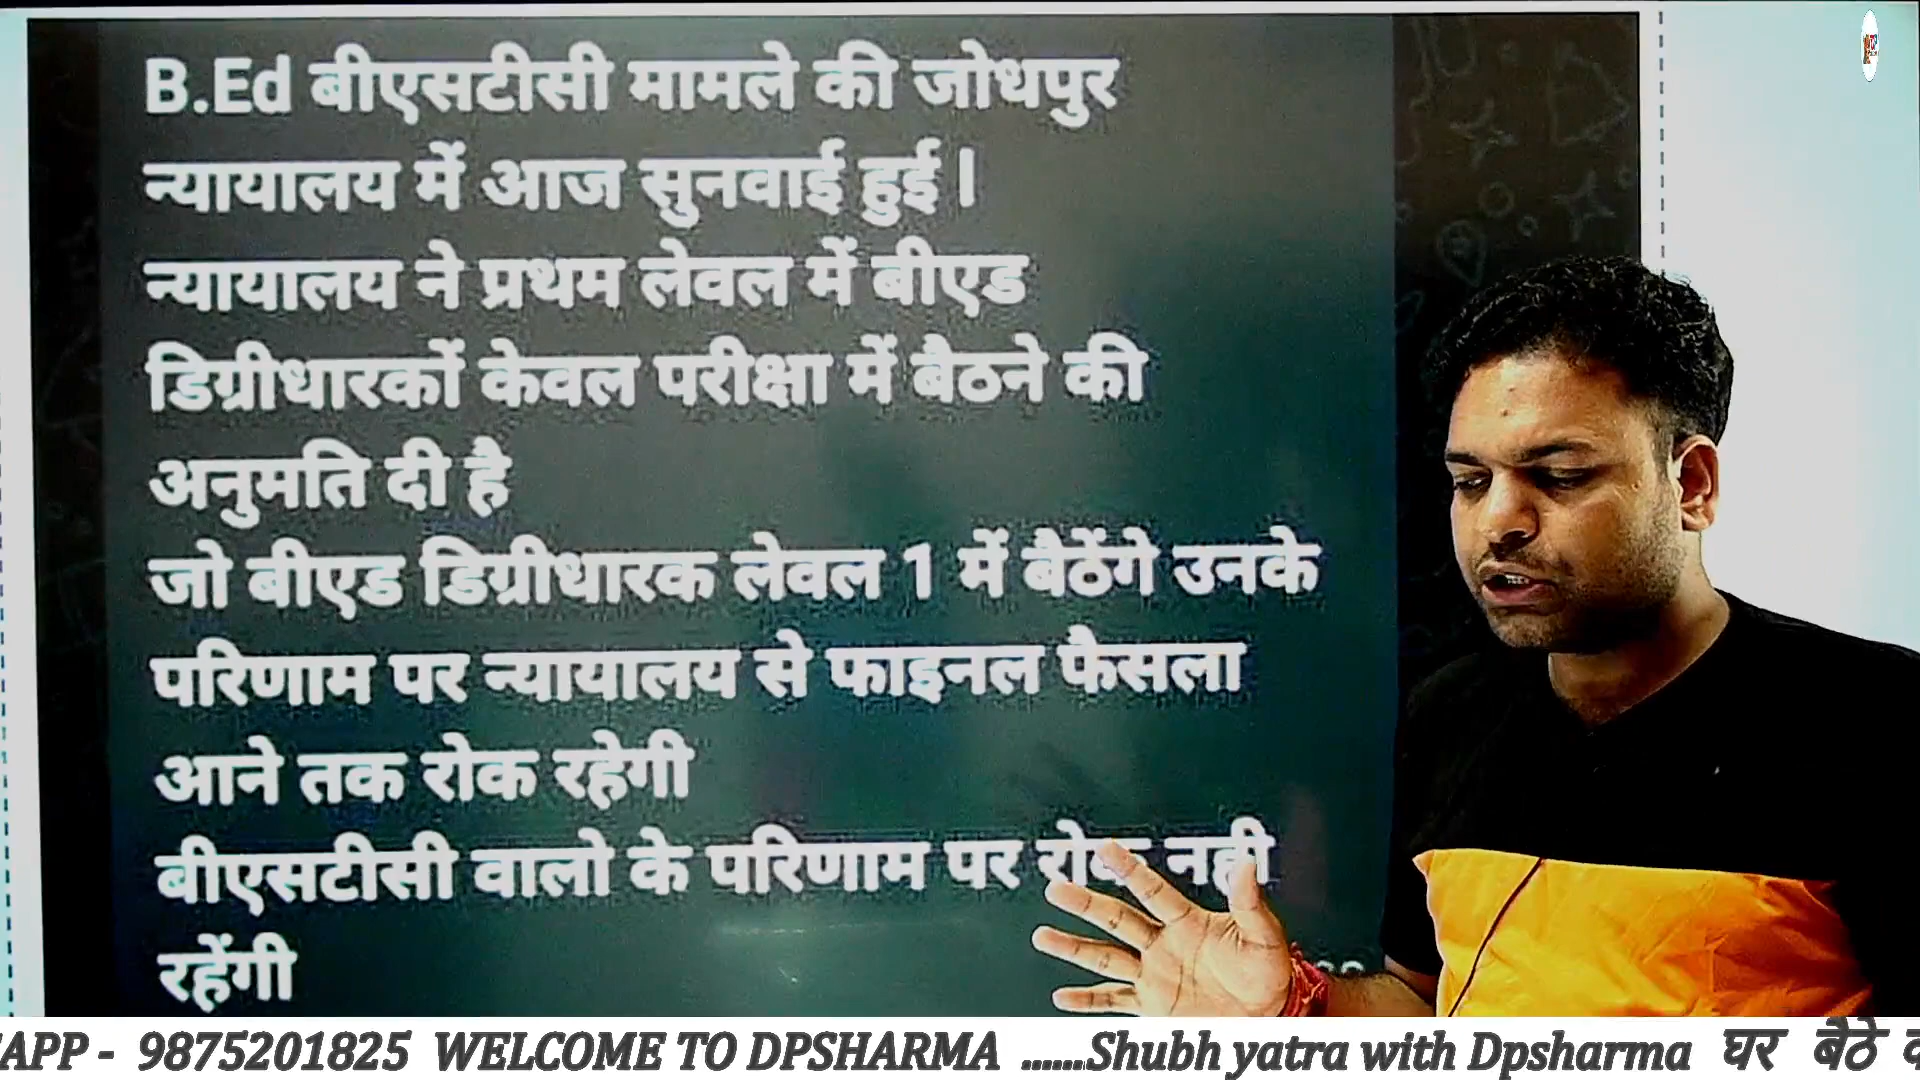 B.Ed बीएसटीसी मामले की जोधपुर
न्यायालय में आज सुनवाई हुई।
न्यायालय ने प्रथम लेवल में बीएड
डिग्रीधारकों केवल परीक्षा में बैठने की
अनुमति दी है
जो बीएड डिग्रीधारक लेवल 1 में बैठेंगे उनके
परिणाम पर न्यायालय से फाइनल फैसला
आने तक रोक रहेगी
बीएसटीसी वालो के परिणाम पर रोक नही
रहेंगी
APP - 9875201825 WELCOME TO DPSHARMA ......Shubh yatra with Dpsharma घर बैठे